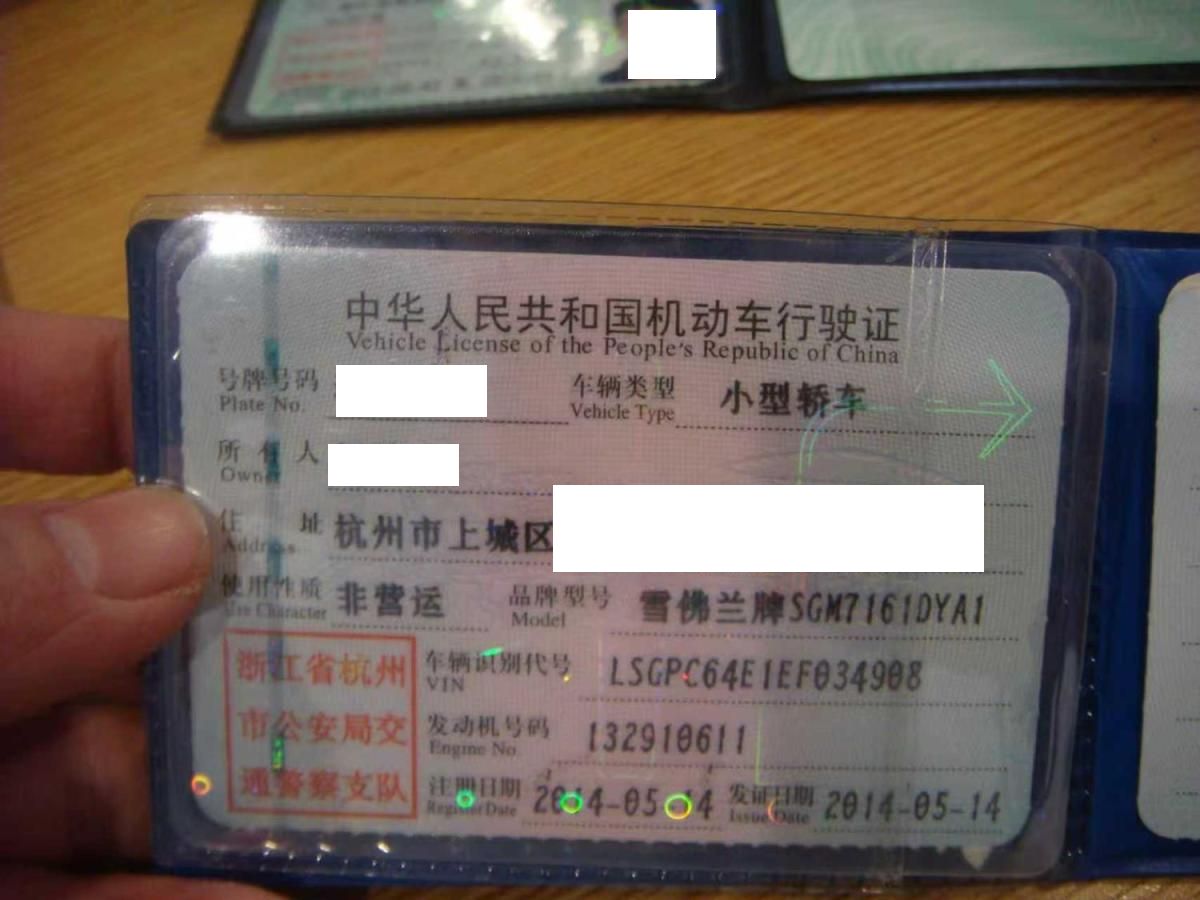 中华人民共和国机动车行驶证
Vehicle License of the People's Republic of China
号牌号码
Plate No.
车辆类型 小型轿车
Vehicle Type
所有人
Owner
住址 杭州市上城区
Address
使用性质 非营运
Use Character
品牌型号 雪佛兰牌SGM7161DYA1
Model
浙江省杭州
市公安局交
通警察支队
车辆识别代号 LSGPC64E1EF034908
VIN
发动机号码 132910611
Engine No.
注册日期 2014-05-14
Register Date
发证日期 2014-05-14
Issue Date